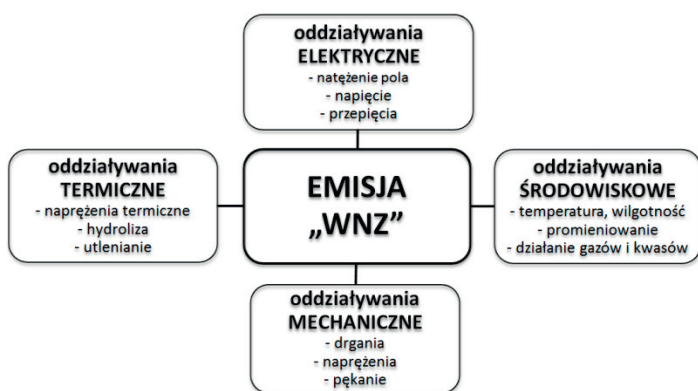 oddziaływania
ELEKTRYCZNE
- natężenie pola
- napięcie
- przepięcia
oddziaływania
TERMICZNE
- naprężenia termiczne
- hydroliza
- utlenianie
EMISJA
„WNZ”
oddziaływania
ŚRODOWISKOWE
- temperatura, wilgotność
- promieniowanie
- działanie gazów i kwasów
oddziaływania
MECHANICZNE
- drgania
- naprężenia
- pękanie